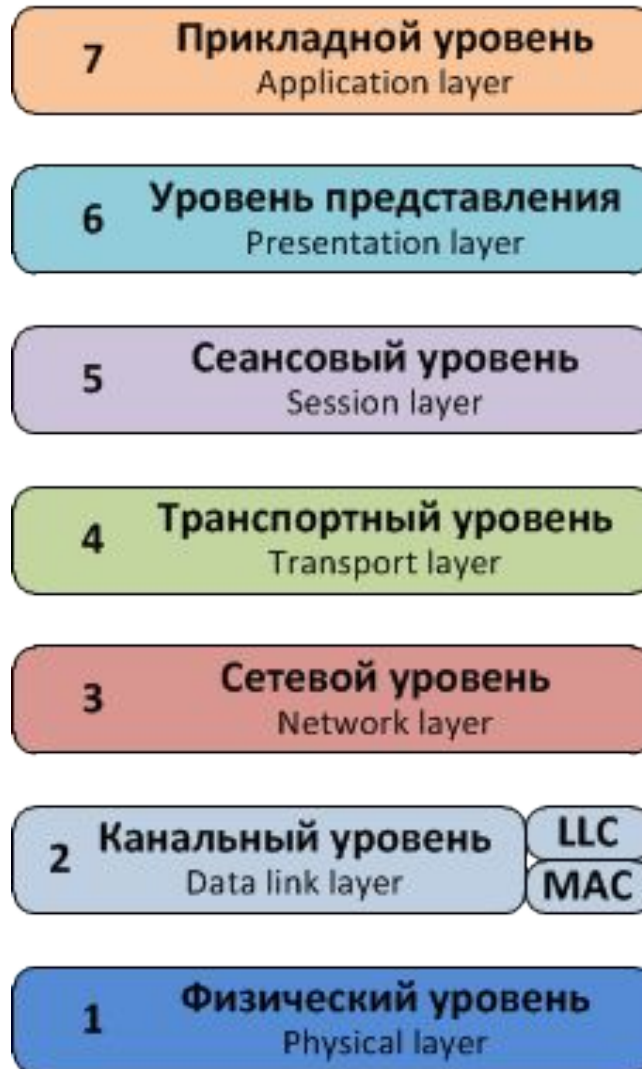 7 Прикладной уровень
Application layer
6 Уровень представления
Presentation layer
5 Сеансовый уровень
Session layer
4 Транспортный уровень
Transport layer
3 Сетевой уровень
Network layer
2 Канальный уровень
Data link layer
LLC
MAC
1 Физический уровень
Physical layer